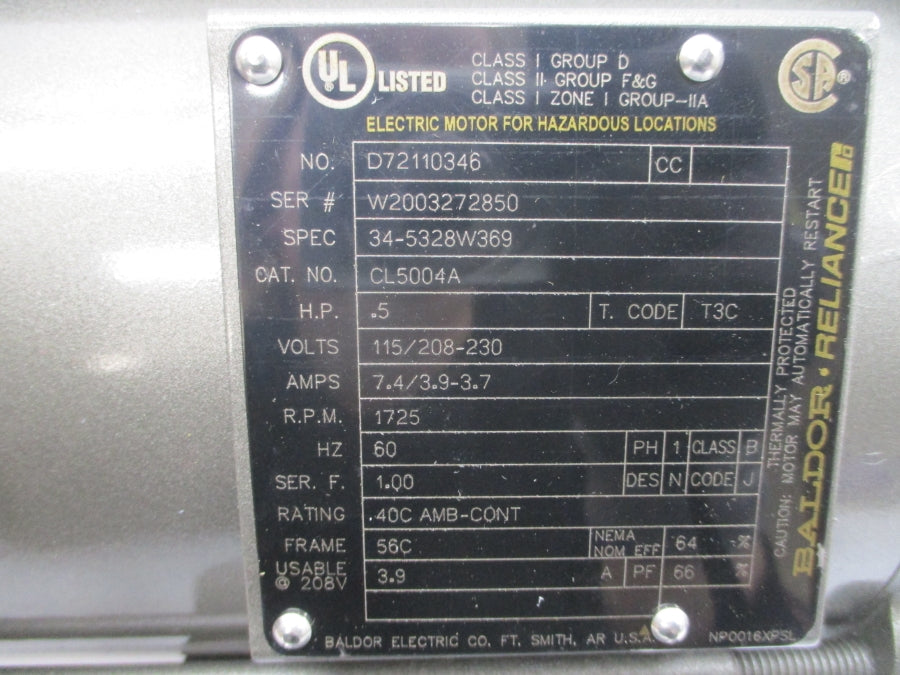 UL® LISTED
CLASS I GROUP D
CLASS II GROUP F&G
CLASS I ZONE I GROUP-IIA
SA ®
ELECTRIC MOTOR FOR HAZARDOUS LOCATIONS
NO. D72110346 CC
SER # W2003272850
SPEC 34-5328W369
CAT. NO. CL5004A
H.P. .5 T. CODE T3C
VOLTS 115/208-230
AMPS 7.4/3.9-3.7
R.P.M. 1725
HZ 60 PH 1 CLASS B
SER. F. 1.00 DES N CODE J
RATING 40C AMB-CONT
FRAME 56C NEMA NOM EFF 64 %
USABLE @ 208V 3.9 A PF 66 %
BALDOR ELECTRIC CO. FT. SMITH, AR U.S.A.
NP0016XPSL
THERMALLY PROTECTED
CAUTION: MOTOR MAY AUTOMATICALLY RESTART
BALDOR · RELIANCE